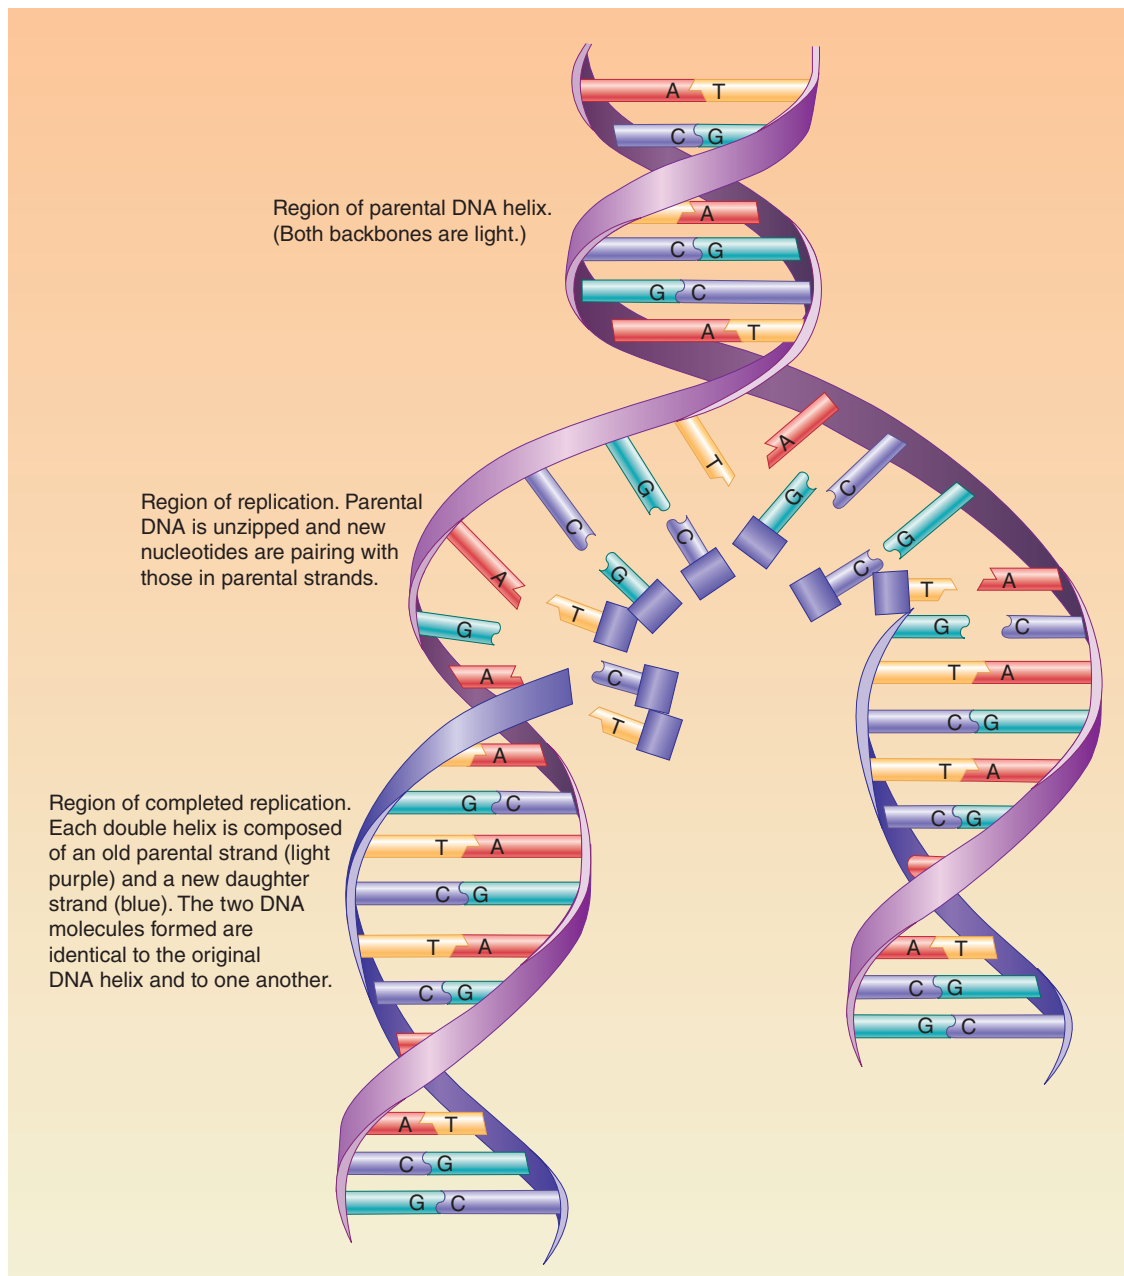 A T
C G
A
Region of parental DNA helix.
(Both backbones are light.)
C G
G C
A T
T A
G C G C
C G
Region of replication. Parental
DNA is unzipped and new
nucleotides are pairing with
those in parental strands.
A G C G
T C T A
G G C
A C T A
T C G
A T A
Region of completed replication.
Each double helix is composed
of an old parental strand (light
purple) and a new daughter
strand (blue). The two DNA
molecules formed are
identical to the original
DNA helix and to one another.
G C C G
T A
C G
T A A T
C G C G
G C
A T
C G
G C